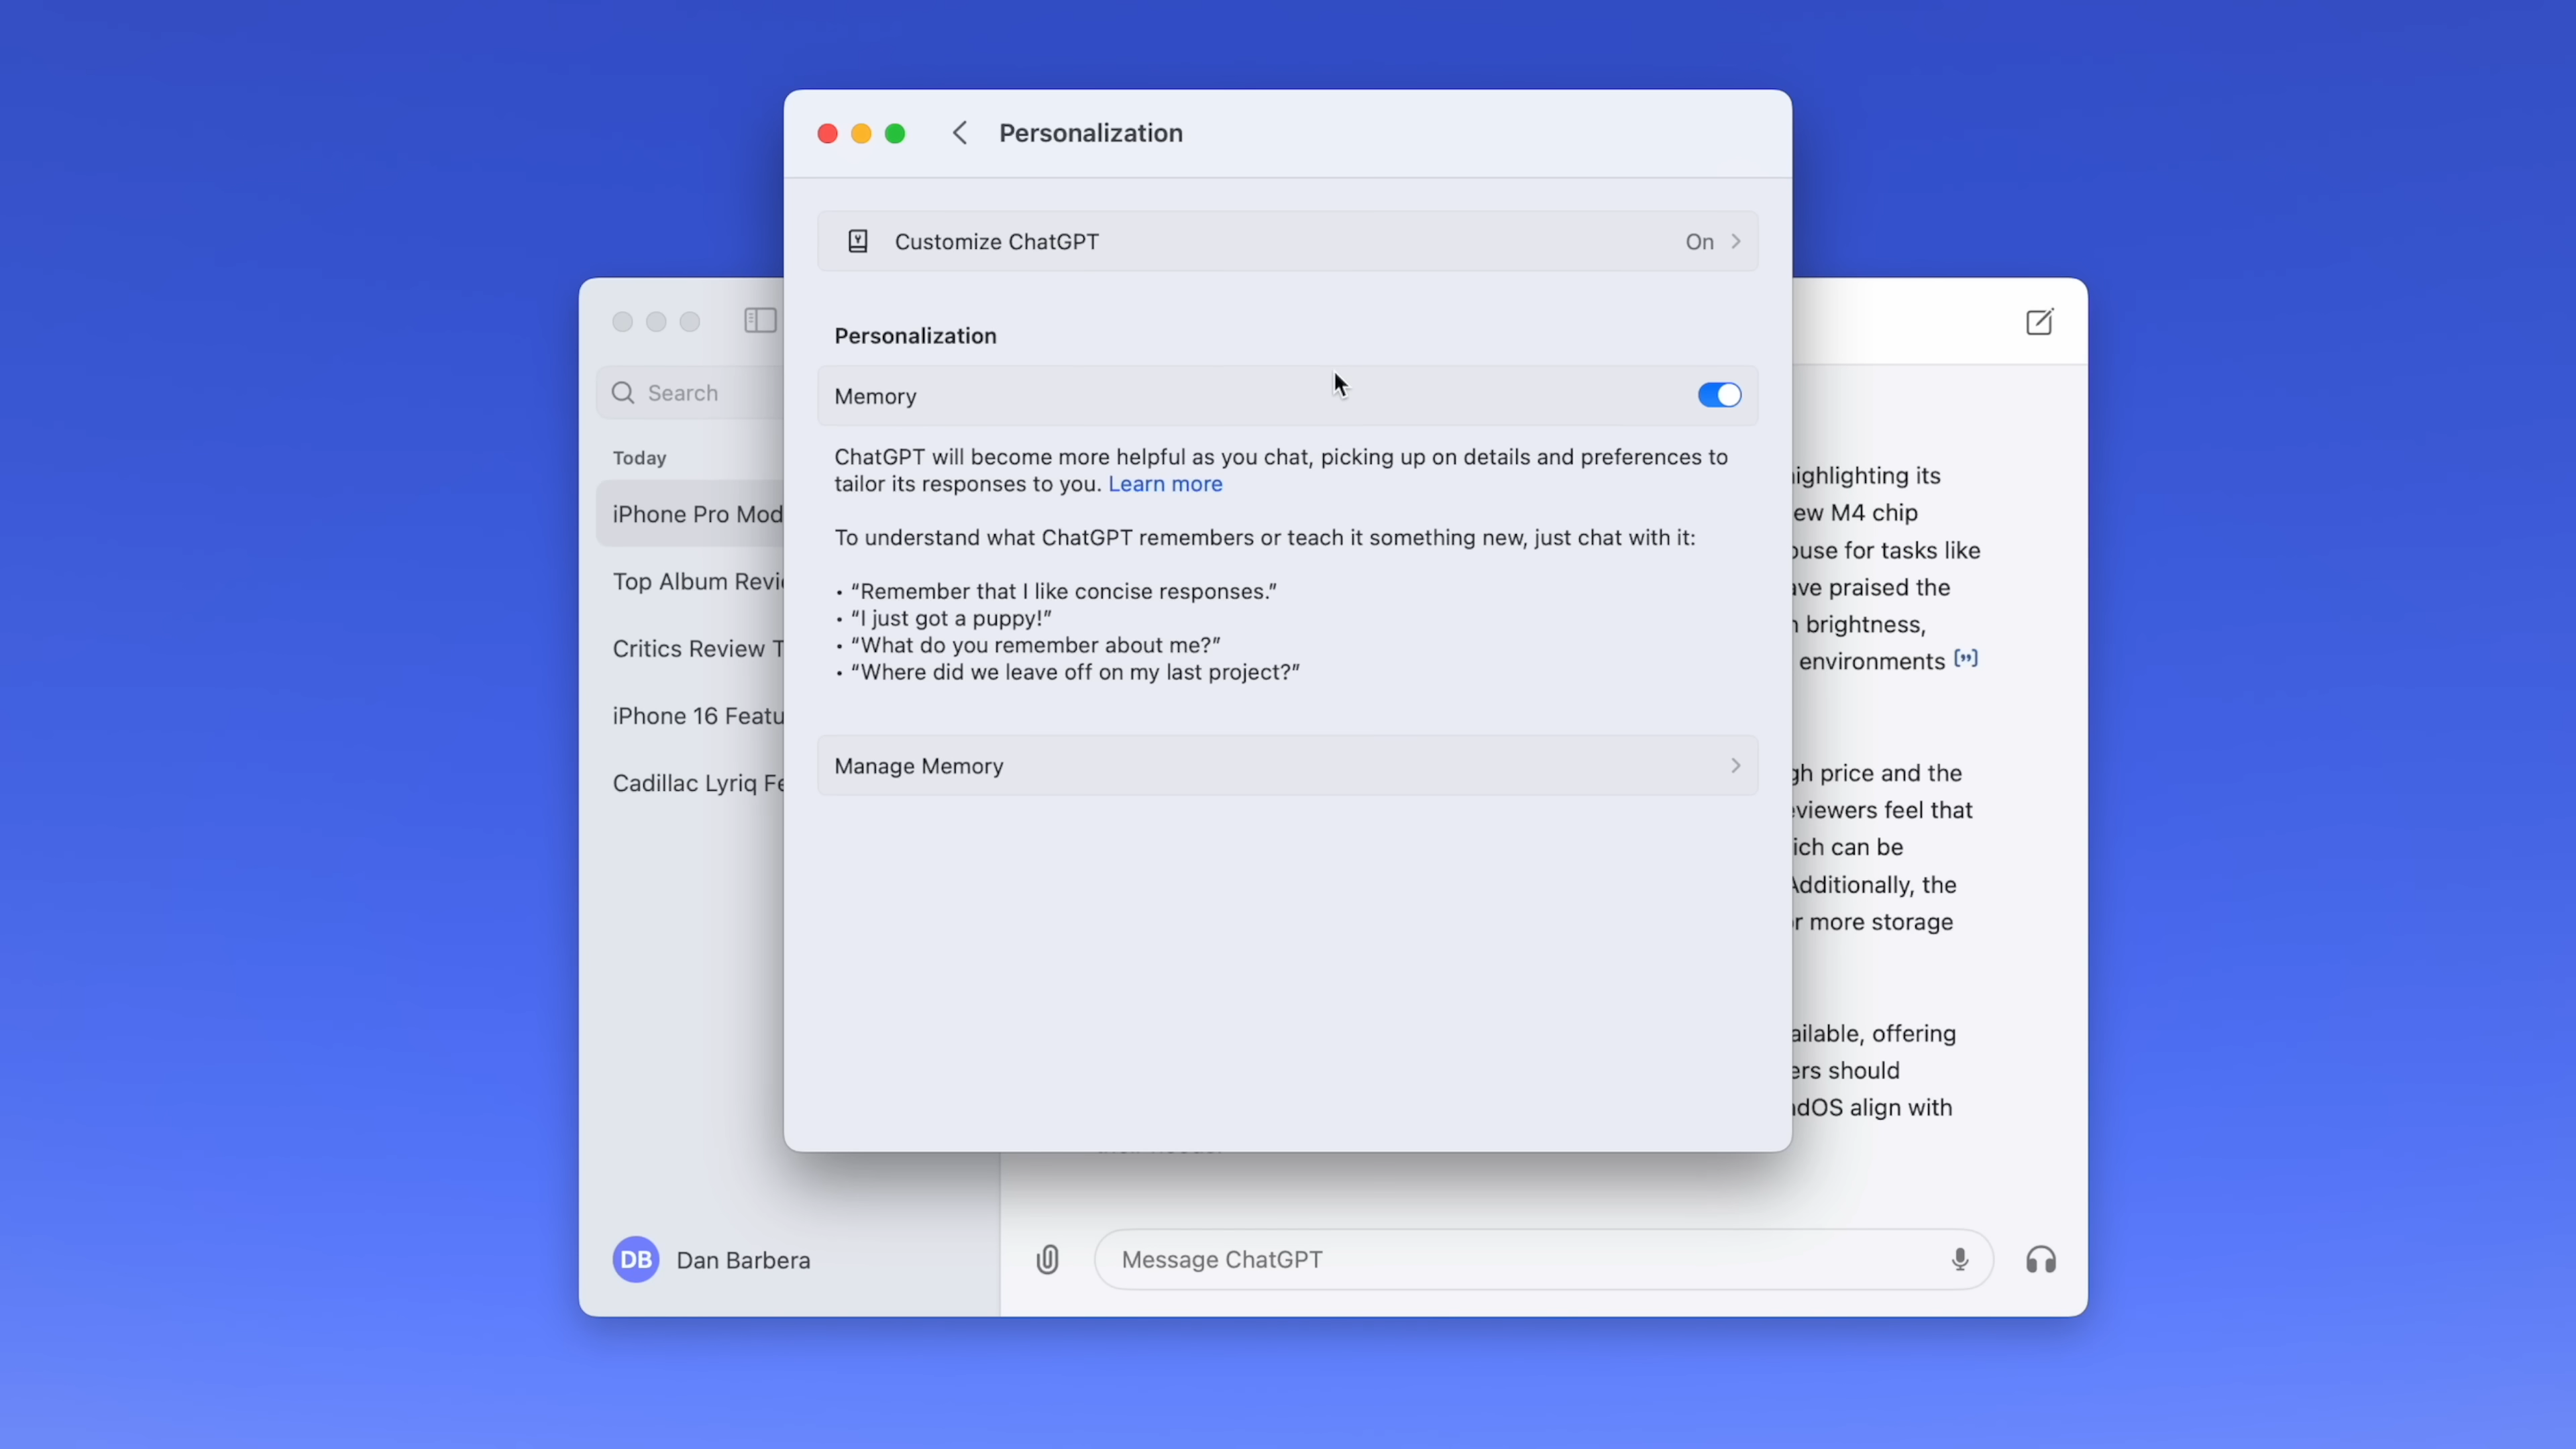 Personalization
Customize ChatGPT
On
Personalization
Memory
ChatGPT will become more helpful as you chat, picking up on details and preferences to
tailor its responses to you. Learn more
To understand what ChatGPT remembers or teach it something new, just chat with it:
• “Remember that I like concise responses.”
• “I just got a puppy!”
• “What do you remember about me?”
• “Where did we leave off on my last project?”
Manage Memory
Search
Today
iPhone Pro Mod
Top Album Revi
Critics Review T
iPhone 16 Featu
Cadillac Lyriq Fe
DB
Dan Barbera
highlighting its
ew M4 chip
ouse for tasks like
ave praised the
brightness,
environments
gh price and the
eviewers feel that
ich can be
Additionally, the
or more storage
ailable, offering
ers should
adOS align with
Message ChatGPT